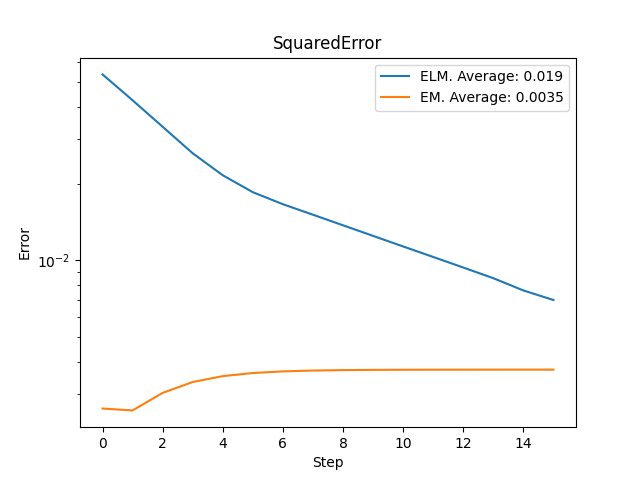 SquaredError
ELM. Average: 0.019
EM. Average: 0.0035
Error
10⁻²
0 2 4 6 8 10 12 14
Step